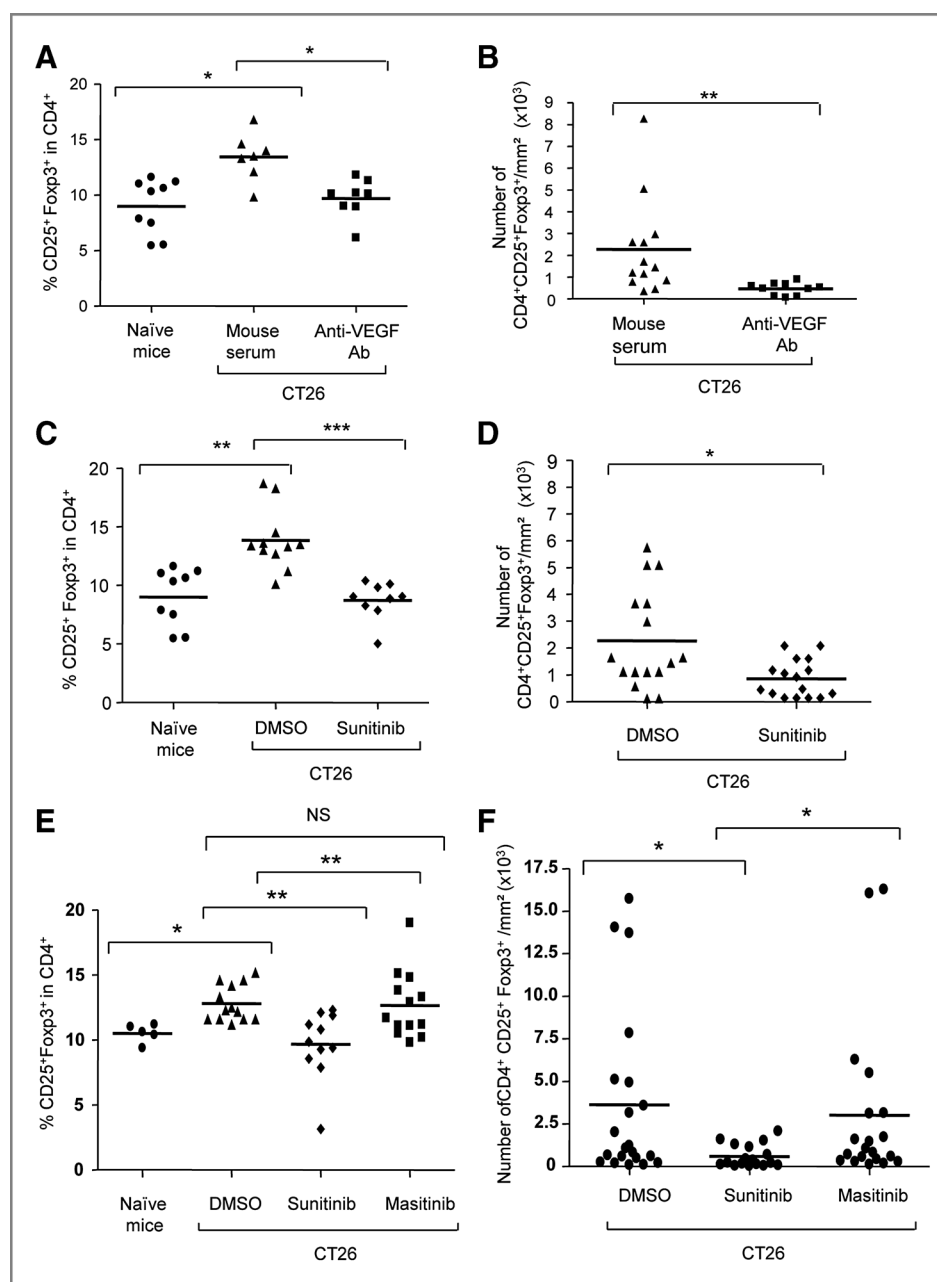 A
*
*
% CD25⁺ Foxp3⁺ in CD4⁺
20
15
10
5
0
Naïve
mice
Mouse
serum
Anti-VEGF
Ab
CT26
B
**
Number of
CD4⁺CD25⁺Foxp3⁺/mm² (x10³)
9
8
7
6
5
4
3
2
1
0
Mouse
serum
Anti-VEGF
Ab
CT26
C
**
***
% CD25⁺ Foxp3⁺ in CD4⁺
20
15
10
5
0
Naïve
mice
DMSO
Sunitinib
CT26
D
*
Number of
CD4⁺CD25⁺Foxp3⁺/mm² (x10³)
9
8
7
6
5
4
3
2
1
0
DMSO
Sunitinib
CT26
E
NS
**
**
*
% CD25⁺Foxp3⁺ in CD4⁺
20
15
10
5
0
Naïve
mice
DMSO
Sunitinib
Masitinib
CT26
F
*
*
Number ofCD4⁺ CD25⁺ Foxp3⁺ /mm² (x10³)
17.5
15.0
12.5
10.0
7.5
5.0
2.5
0
DMSO
Sunitinib
Masitinib
CT26